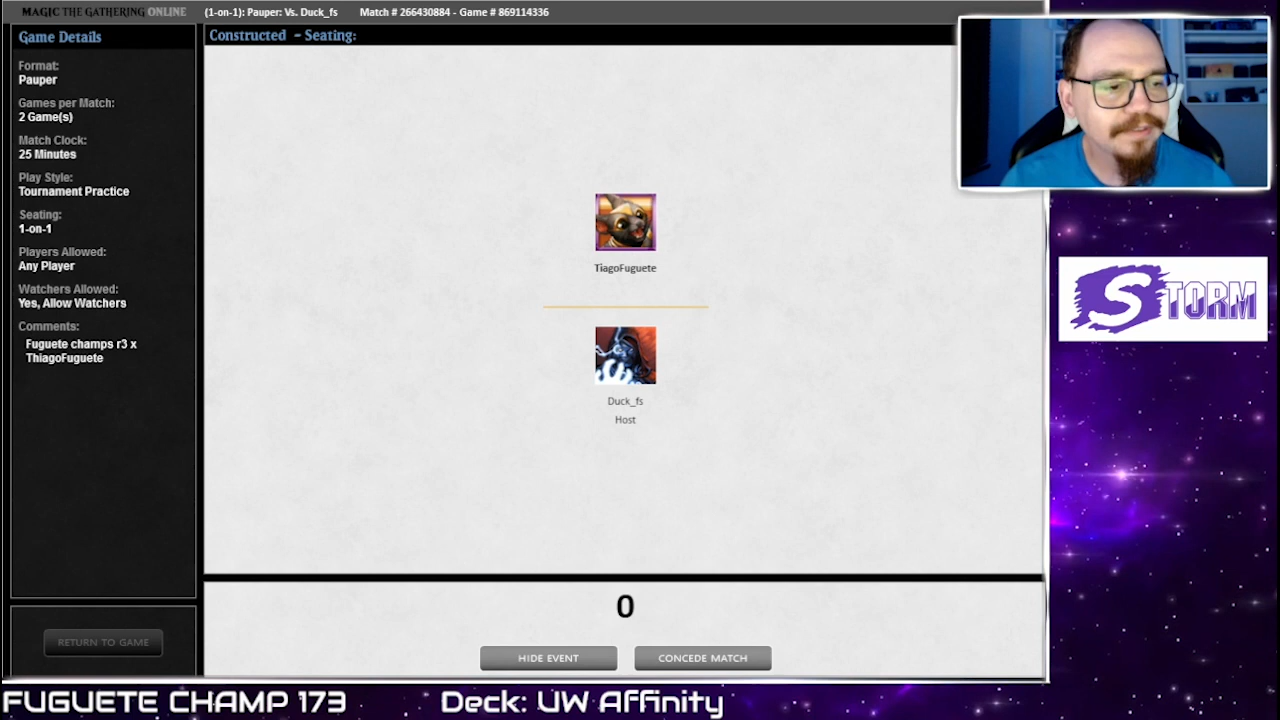 MAGIC THE GATHERING ONLINE
(1-on-1): Pauper: Vs. Duck_fs
Match # 266430884 - Game # 869114336
Game Details
Format:
Pauper
Games per Match:
2 Game(s)
Match Clock:
25 Minutes
Play Style:
Tournament Practice
Seating:
1-on-1
Players Allowed:
Any Player
Watchers Allowed:
Yes, Allow Watchers
Comments:
Fuguete champs r3 x
ThiagoFuguete
RETURN TO GAME
Constructed - Seating:
TiagoFuguete
Duck_fs
Host
0
HIDE EVENT
CONCEDE MATCH
STORM
FUGUETE CHAMP 173
Deck: UW Affinity